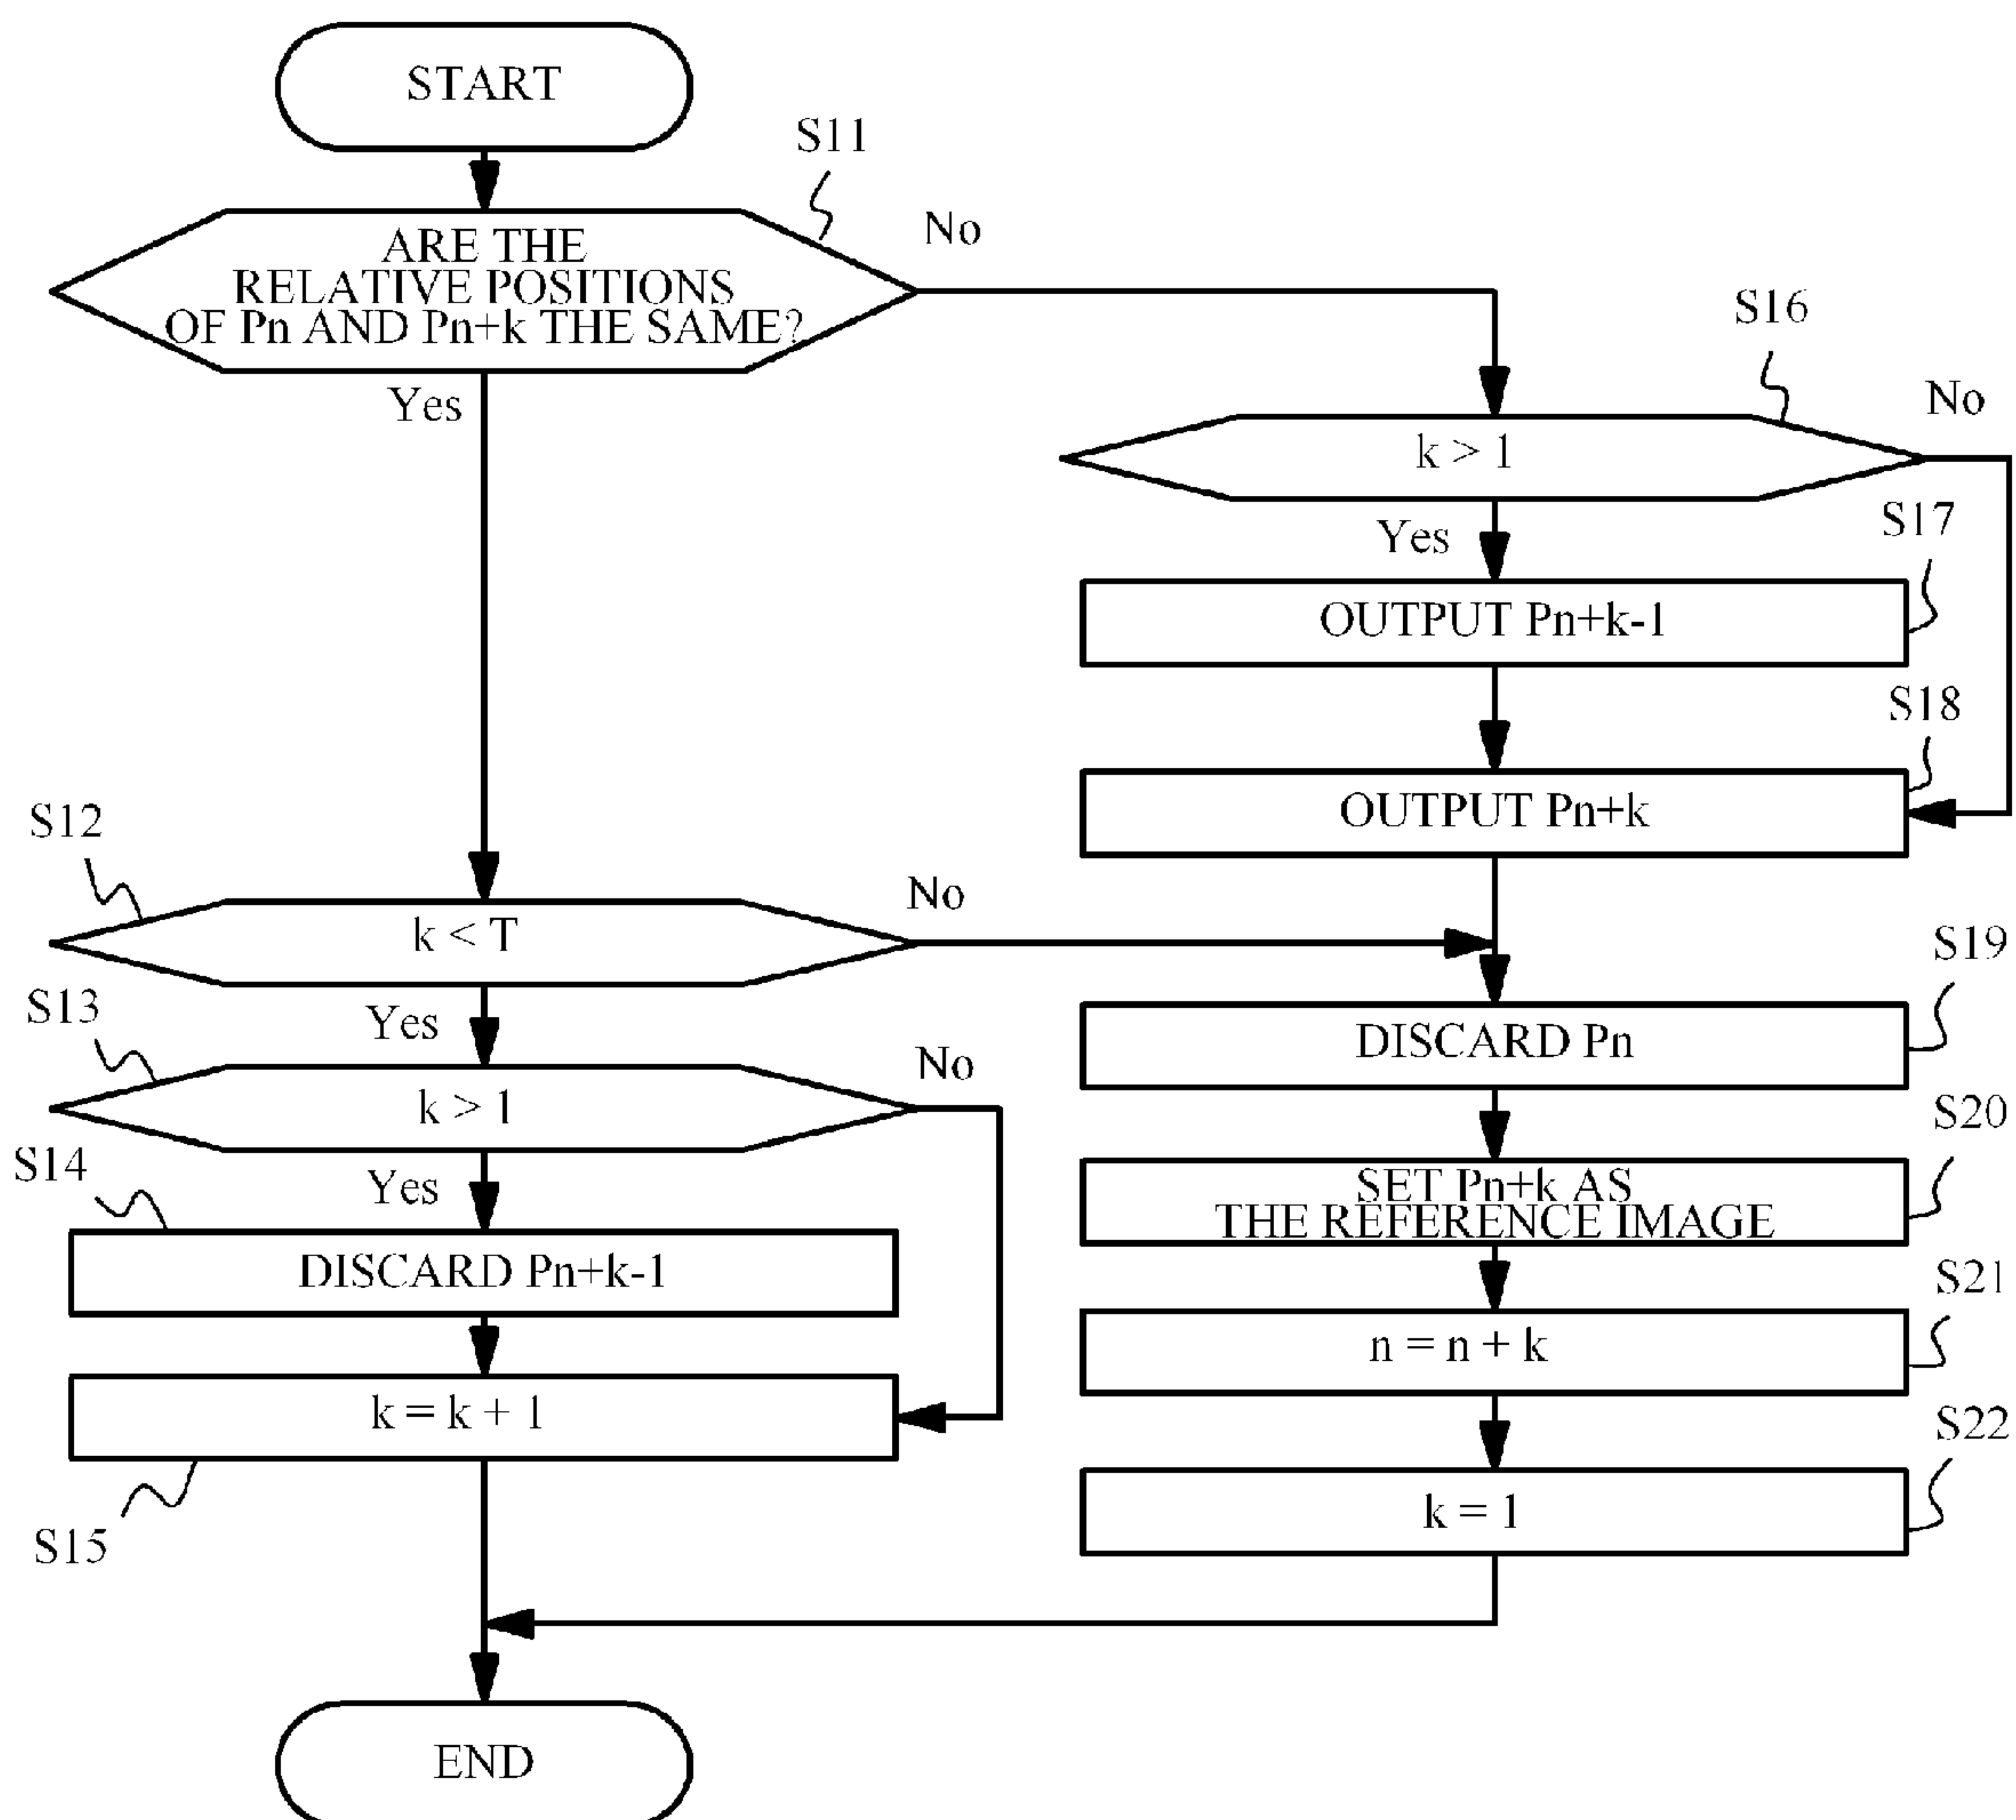 START
S11
No
ARE THE
RELATIVE POSITIONS
OF Pn AND Pn+k THE SAME?
Yes
S16
No
k > 1
Yes
S17
OUTPUT Pn+k-1
S18
OUTPUT Pn+k
S12
No
k < T
Yes
S19
DISCARD Pn
S13
No
k > 1
Yes
S20
SET Pn+k AS
THE REFERENCE IMAGE
S14
DISCARD Pn+k-1
S21
n = n + k
k = k + 1
S15
S22
k = 1
END